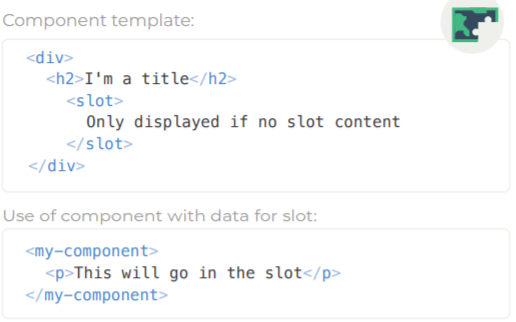 Component template:
<div>
<h2>I'm a title</h2>
<slot>
Only displayed if no slot content
</slot>
</div>
Use of component with data for slot:
<my-component>
<p>This will go in the slot</p>
</my-component>